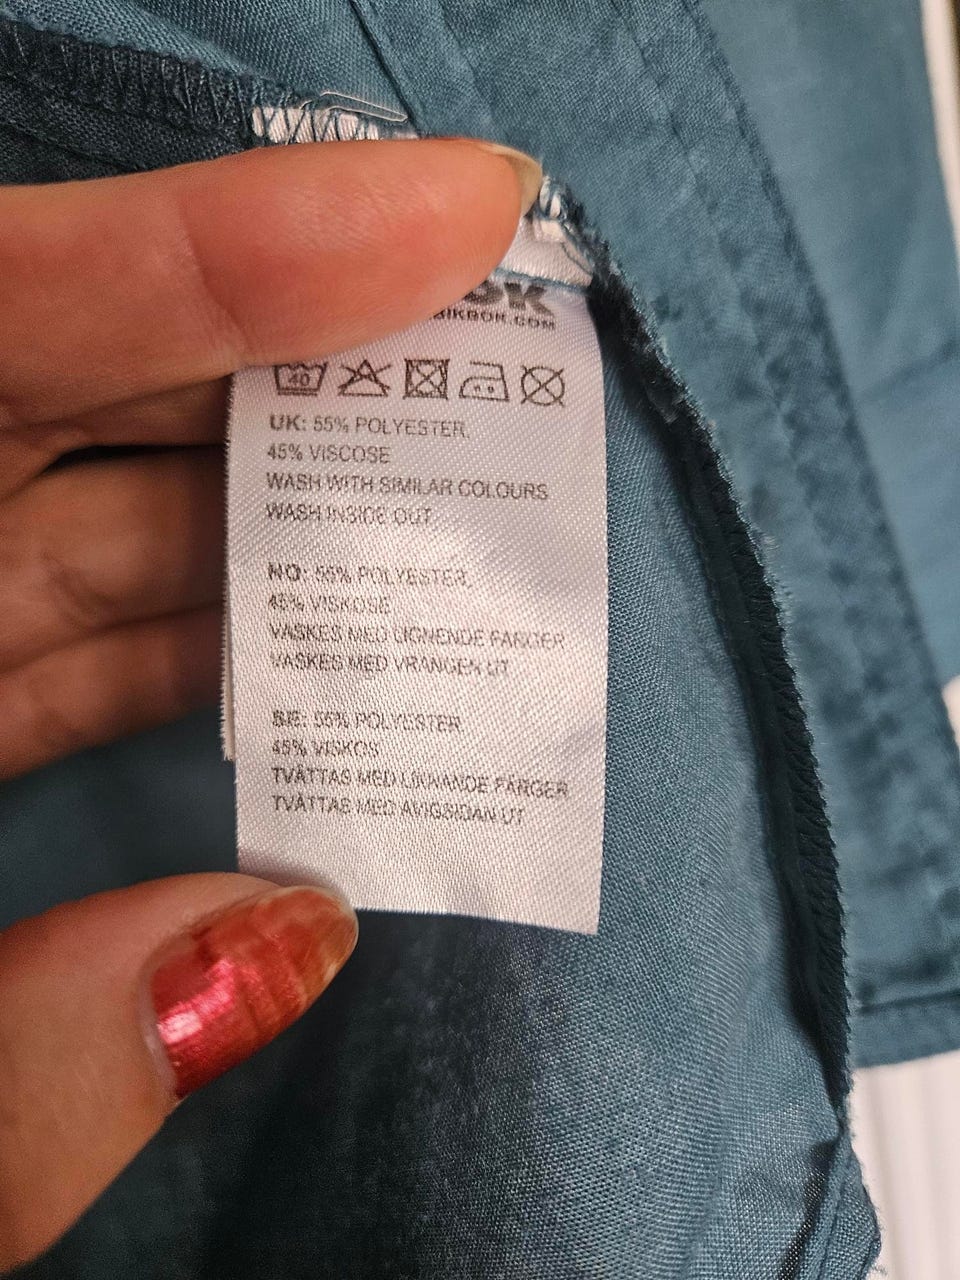 BIKBOK.COM
40
UK: 55% POLYESTER,
45% VISCOSE
WASH WITH SIMILAR COLOURS
WASH INSIDE OUT
NO: 55% POLYESTER,
45% VISKOSE
VASKES MED LIGNENDE FARGER
VASKES MED VRANGEN UT
SE: 55% POLYESTER
45% VISKOS
TVÄTTAS MED LIKNANDE FÄRGER
TVÄTTAS MED AVIGSIDAN UT